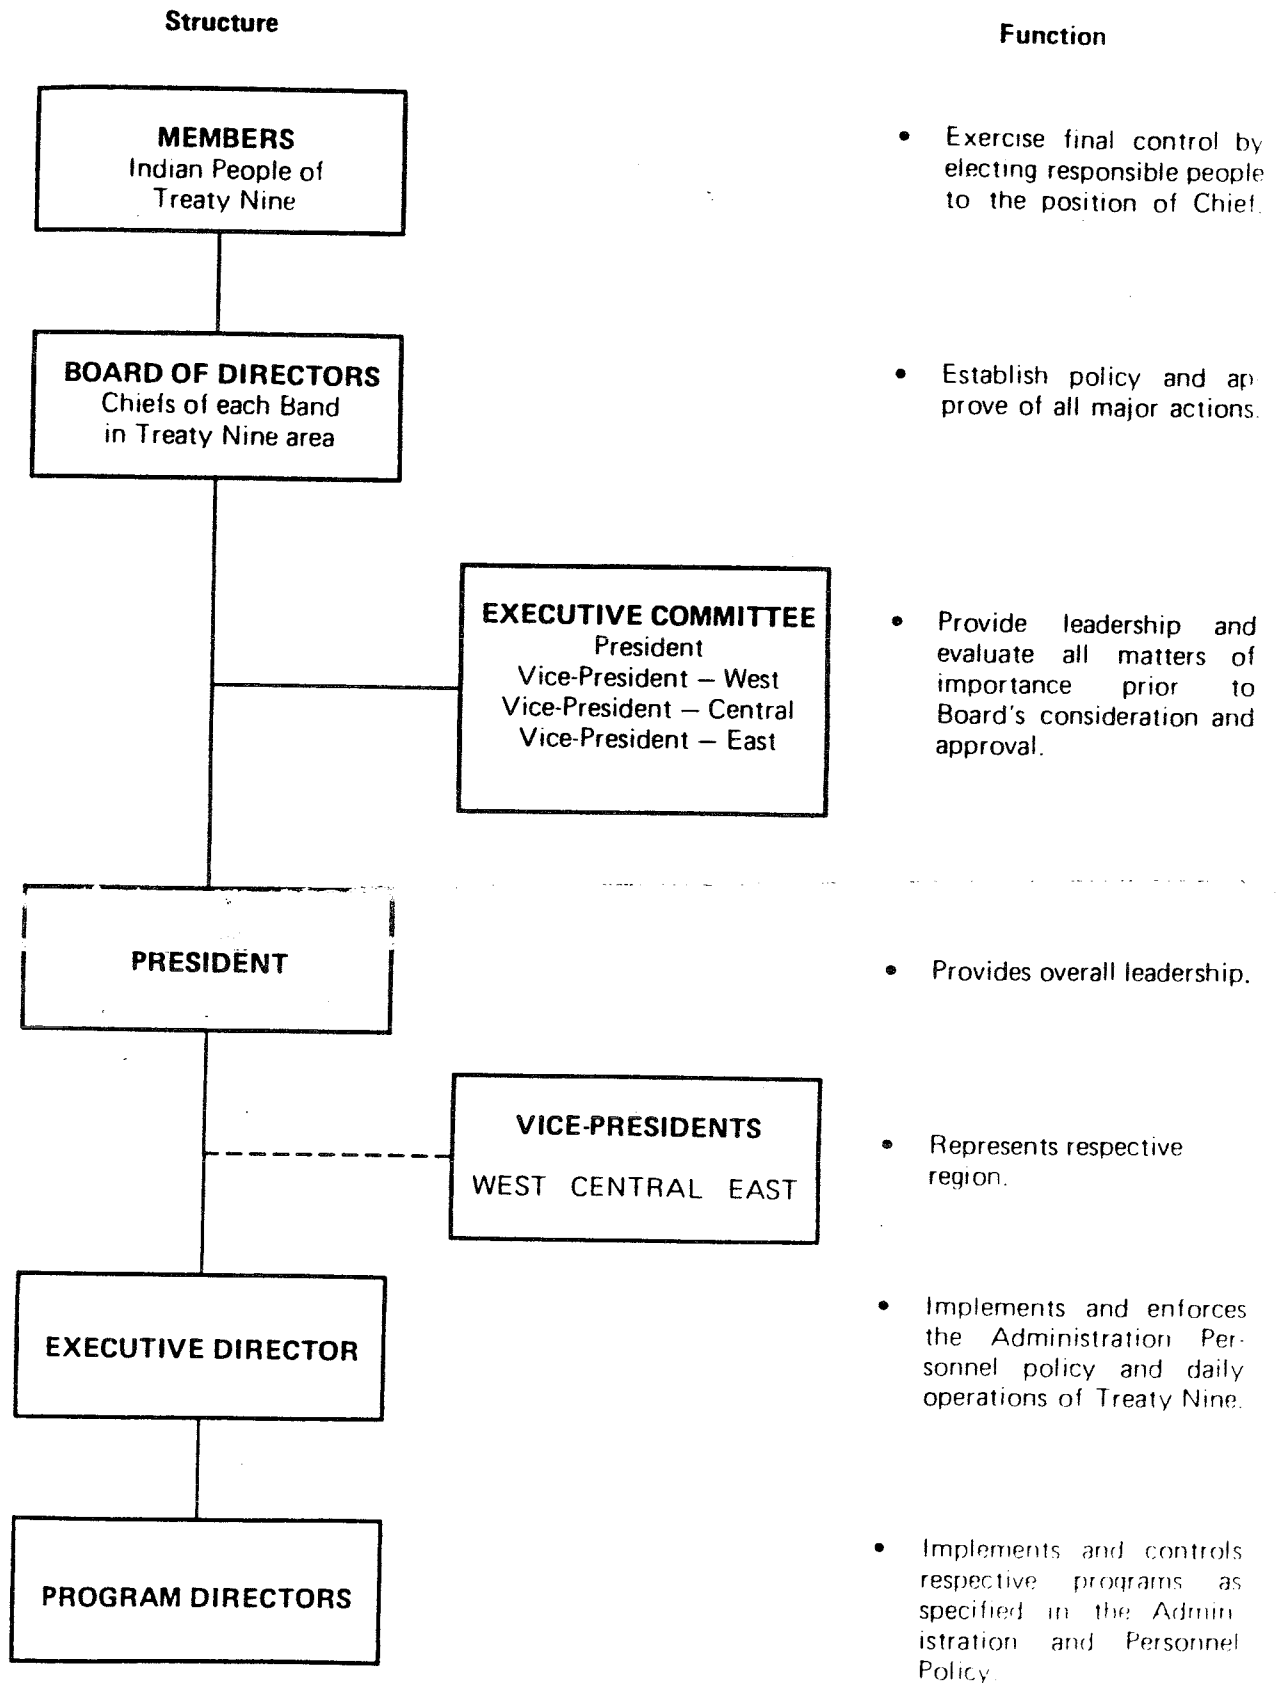 Structure
Function
MEMBERS
Indian People of
Treaty Nine
• Exercise final control by
electing responsible people
to the position of Chief.
BOARD OF DIRECTORS
Chiefs of each Band
in Treaty Nine area
• Establish policy and ap
prove of all major actions.
EXECUTIVE COMMITTEE
President
Vice-President — West
Vice-President — Central
Vice-President — East
• Provide leadership and
evaluate all matters of
importance prior to
Board's consideration and
approval.
PRESIDENT
• Provides overall leadership.
VICE-PRESIDENTS
WEST CENTRAL EAST
• Represents respective
region.
EXECUTIVE DIRECTOR
• Implements and enforces
the Administration Per-
sonnel policy and daily
operations of Treaty Nine.
PROGRAM DIRECTORS
• Implements and controls
respective programs as
specified in the Admin
istration and Personnel
Policy.